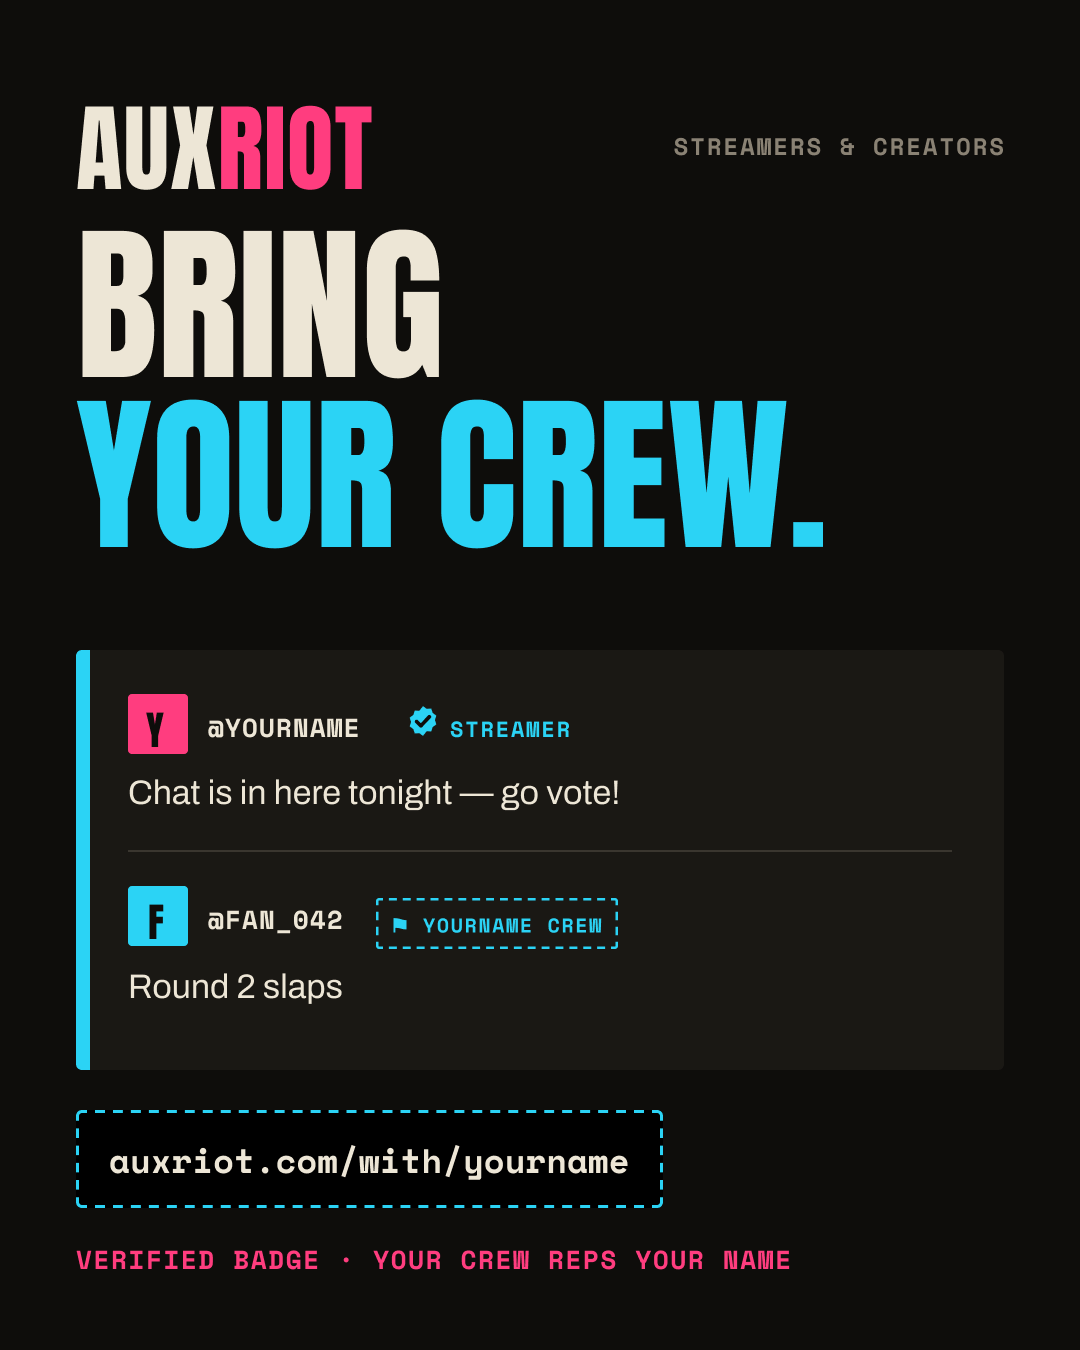 AUXRIOT
STREAMERS & CREATORS
BRING
YOUR CREW.
Y @YOURNAME STREAMER
Chat is in here tonight — go vote!
F @FAN_042 YOURNAME CREW
Round 2 slaps
auxriot.com/with/yourname
VERIFIED BADGE · YOUR CREW REPS YOUR NAME